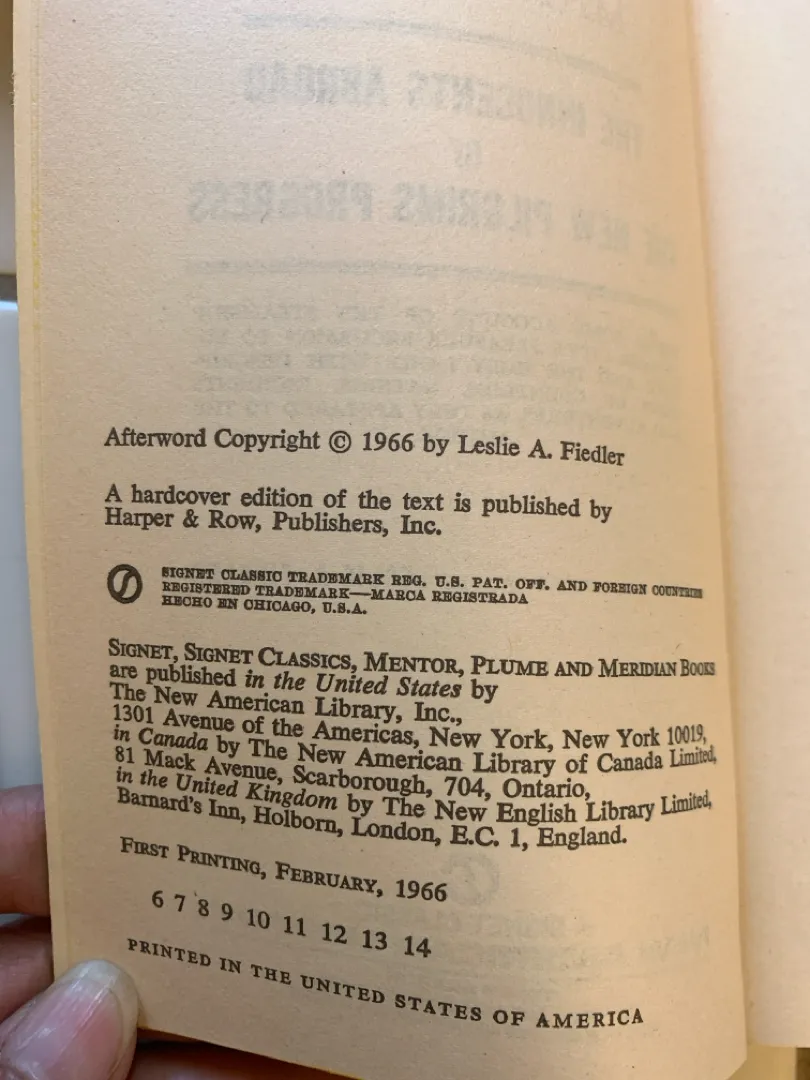 Afterword Copyright © 1966 by Leslie A. Fiedler
A hardcover edition of the text is published by
Harper & Row, Publishers, Inc.
SIGNET CLASSIC TRADEMARK REG. U.S. PAT. OFF. AND FOREIGN COUNTRIES
REGISTERED TRADEMARK—MARCA REGISTRADA
HECHO EN CHICAGO, U.S.A.
SIGNET, SIGNET CLASSICS, MENTOR, PLUME AND MERIDIAN BOOKS
are published in the United States by
The New American Library, Inc.,
1301 Avenue of the Americas, New York, New York 10019,
in Canada by The New American Library of Canada Limited,
81 Mack Avenue, Scarborough, 704, Ontario,
in the United Kingdom by The New English Library Limited,
Barnard's Inn, Holborn, London, E.C. 1, England.
FIRST PRINTING, FEBRUARY, 1966
6 7 8 9 10 11 12 13 14
PRINTED IN THE UNITED STATES OF AMERICA